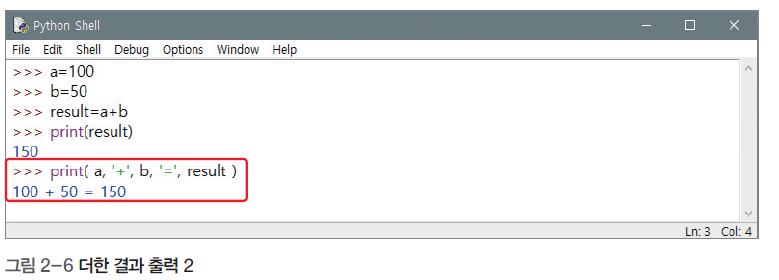 Python Shell
File Edit Shell Debug Options Window Help
>>> a=100
>>> b=50
>>> result=a+b
>>> print(result)
150
>>> print( a, '+', b, '=', result )
100 + 50 = 150
Ln: 3 Col: 4
그림 2-6 더한 결과 출력 2